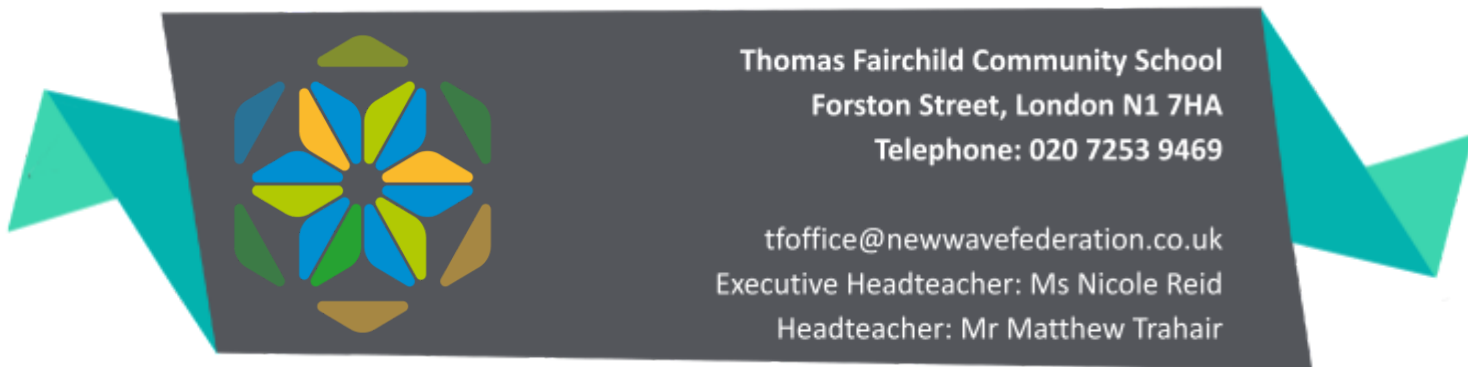 Thomas Fairchild Community School
Forston Street, London N1 7HA
Telephone: 020 7253 9469
tfoffice@newwavefederation.co.uk
Executive Headteacher: Ms Nicole Reid
Headteacher: Mr Matthew Trahair